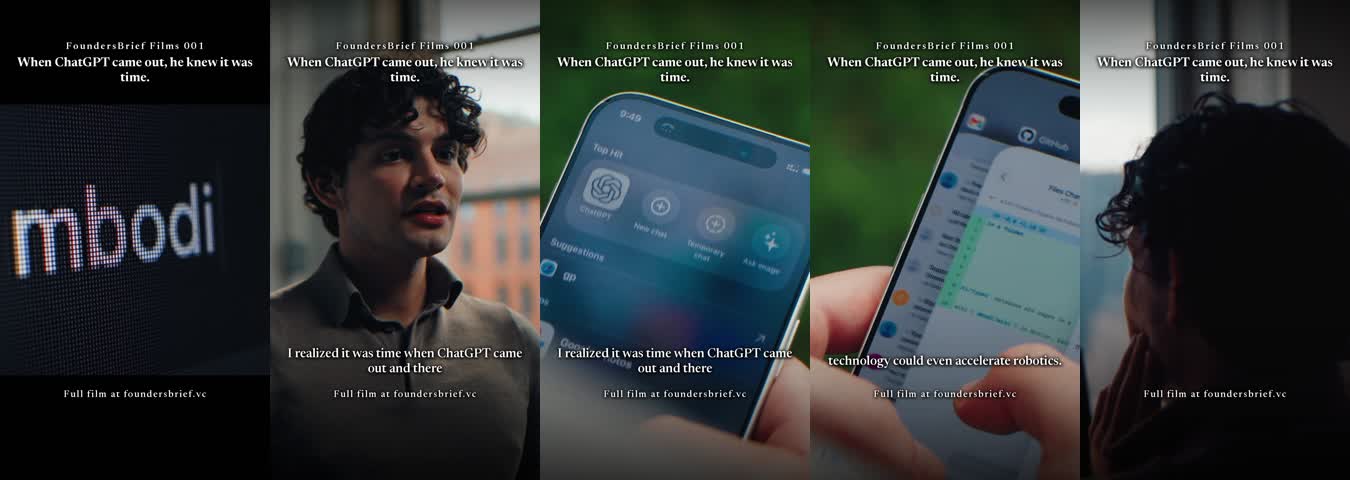 FoundersBrief Films 001
When ChatGPT came out, he knew it was
time.
mbodi
Full film at foundersbrief.vc
FoundersBrief Films 001
When ChatGPT came out, he knew it was
time.
I realized it was time when ChatGPT came
out and there
Full film at foundersbrief.vc
FoundersBrief Films 001
When ChatGPT came out, he knew it was
time.
9:49
Top Hit
ChatGPT
New chat
Temporary
chat
Ask image
Suggestions
gp
I realized it was time when ChatGPT came
out and there
Full film at foundersbrief.vc
FoundersBrief Films 001
When ChatGPT came out, he knew it was
time.
GitHub
technology could even accelerate robotics.
Full film at foundersbrief.vc
FoundersBrief Films 001
When ChatGPT came out, he knew it was
time.
Full film at foundersbrief.vc